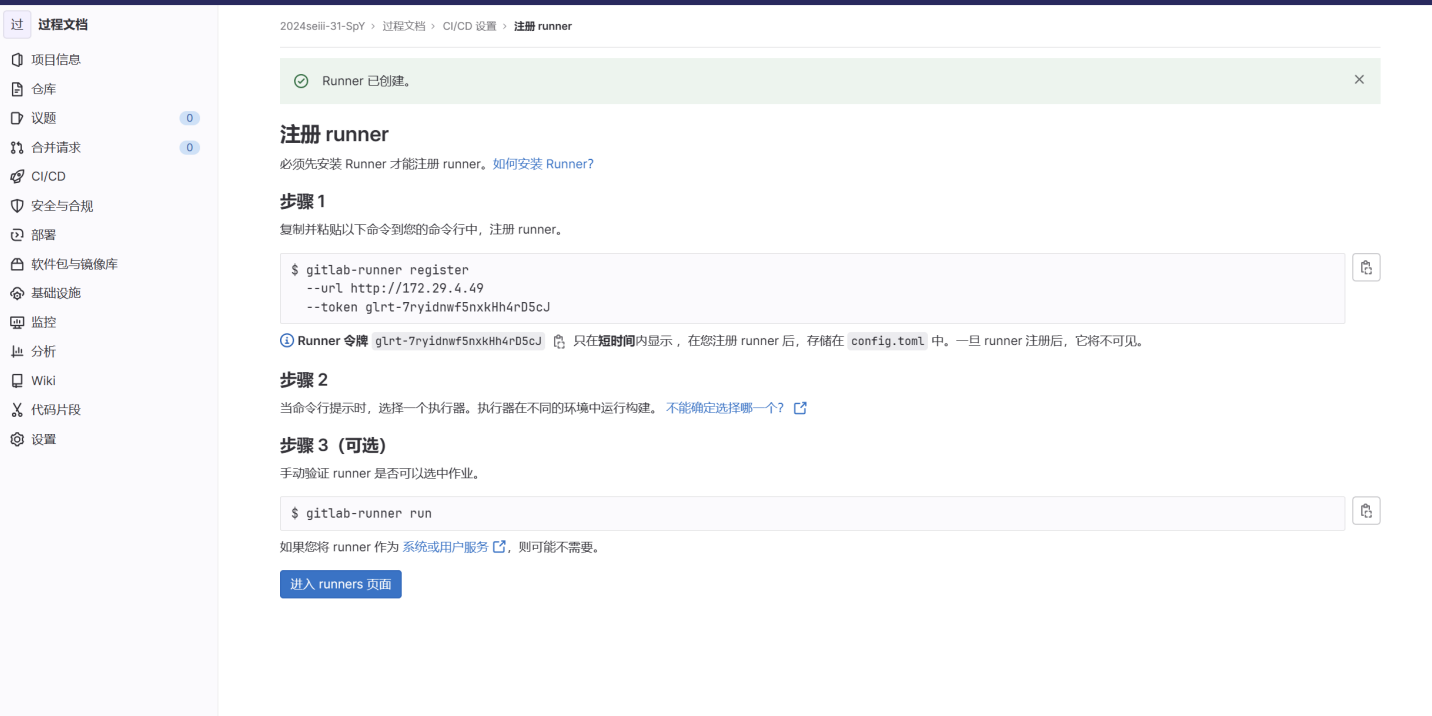 过 过程文档
项目信息
仓库
议题 0
合并请求 0
CI/CD
安全与合规
部署
软件包与镜像库
基础设施
监控
分析
Wiki
代码片段
设置
2024seiii-31-SpY › 过程文档 › CI/CD 设置 › 注册 runner
Runner 已创建。
注册 runner
必须先安装 Runner 才能注册 runner。如何安装 Runner?
步骤 1
复制并粘贴以下命令到您的命令行中，注册 runner。
$ gitlab-runner register
--url http://172.29.4.49
--token glrt-7ryidnwf5nxkHh4rD5cJ
Runner 令牌 glrt-7ryidnwf5nxkHh4rD5cJ 只在短时间内显示 ，在您注册 runner 后，存储在 config.toml 中。一旦 runner 注册后，它将不可见。
步骤 2
当命令行提示时，选择一个执行器。执行器在不同的环境中运行构建。 不能确定选择哪一个?
步骤 3（可选）
手动验证 runner 是否可以选中作业。
$ gitlab-runner run
如果您将 runner 作为 系统或用户服务 ，则可能不需要。
进入 runners 页面